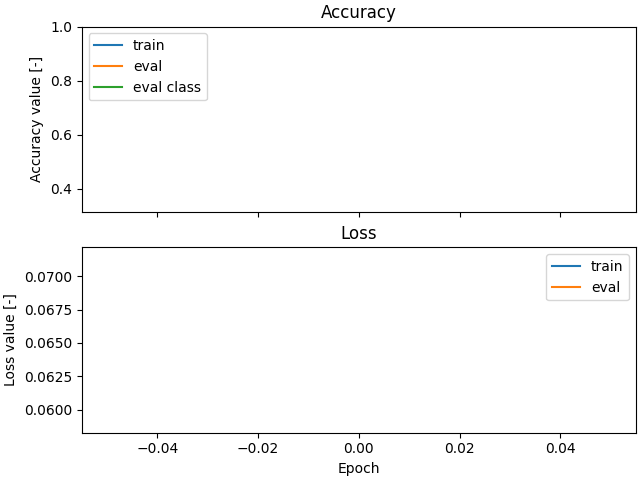 Accuracy
Accuracy value [-]
1.0
0.8
0.6
0.4
train
eval
eval class
Loss
Loss value [-]
0.0700
0.0675
0.0650
0.0625
0.0600
train
eval
−0.04 −0.02 0.00 0.02 0.04
Epoch